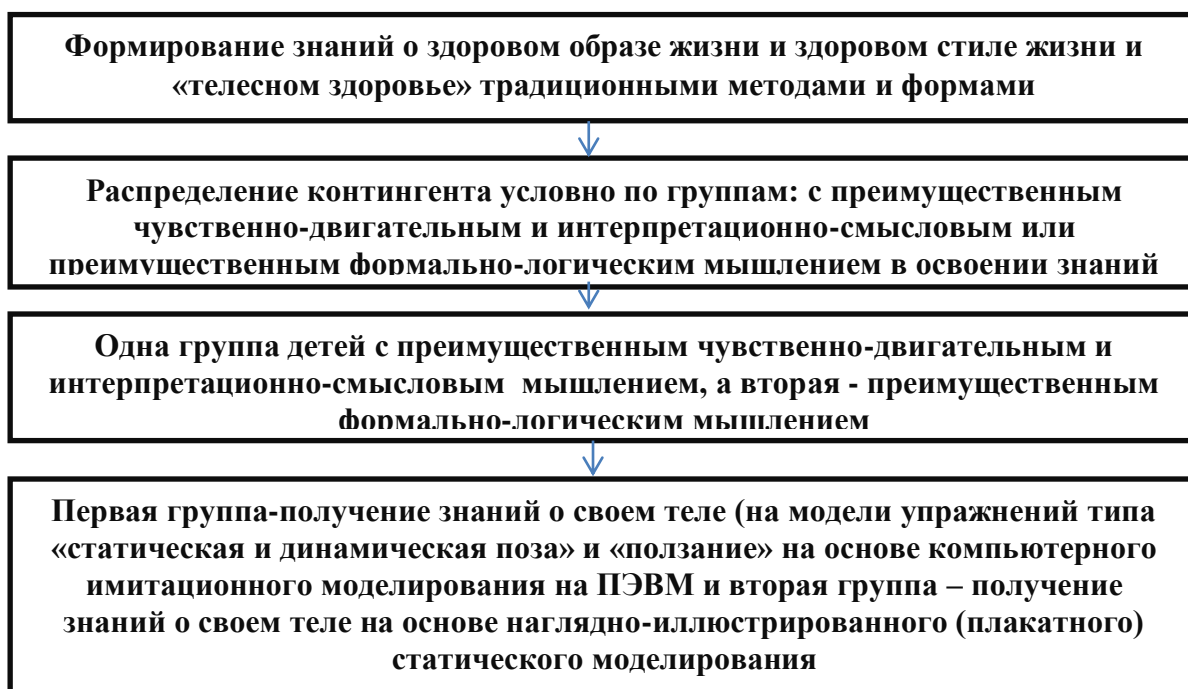 Формирование знаний о здоровом образе жизни и здоровом стиле жизни и
«телесном здоровье» традиционными методами и формами
Распределение контингента условно по группам: с преимущественным
чувственно-двигательным и интерпретационно-смысловым или
преимущественным формально-логическим мышлением в освоении знаний
Одна группа детей с преимущественным чувственно-двигательным и
интерпретационно-смысловым мышлением, а вторая - преимущественным
формально-логическим мышлением
Первая группа-получение знаний о своем теле (на модели упражнений типа
«статическая и динамическая поза» и «ползание» на основе компьютерного
имитационного моделирования на ПЭВМ и вторая группа – получение
знаний о своем теле на основе наглядно-иллюстрированного (плакатного)
статического моделирования